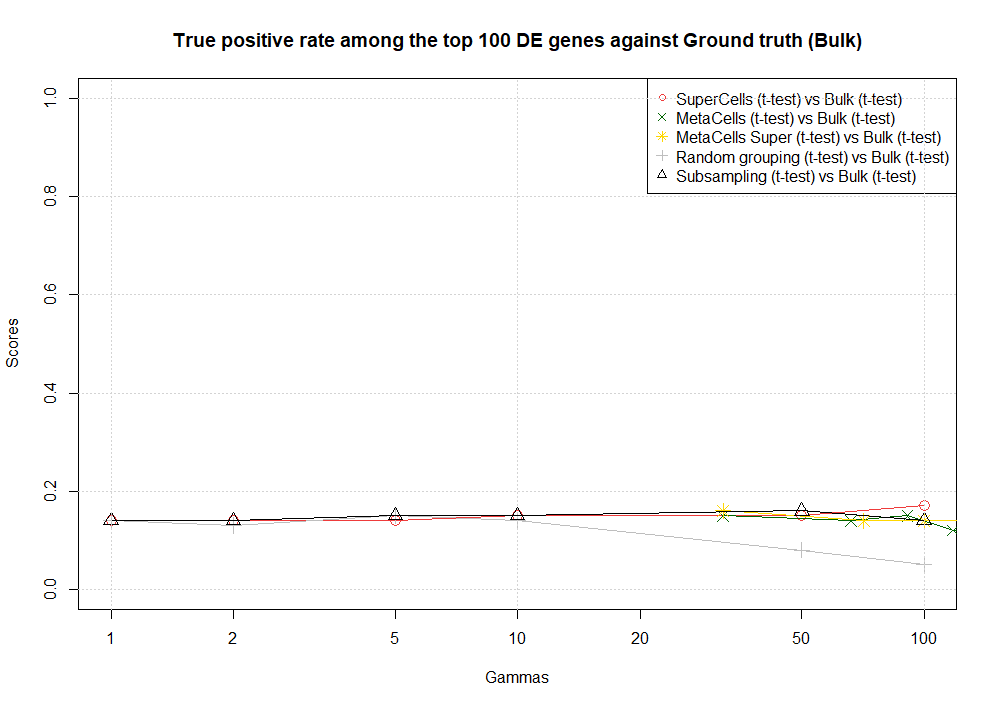 True positive rate among the top 100 DE genes against Ground truth (Bulk)
SuperCells (t-test) vs Bulk (t-test)
MetaCells (t-test) vs Bulk (t-test)
MetaCells Super (t-test) vs Bulk (t-test)
Random grouping (t-test) vs Bulk (t-test)
Subsampling (t-test) vs Bulk (t-test)
Scores
1.0
0.8
0.6
0.4
0.2
0.0
1 2 5 10 20 50 100
Gammas